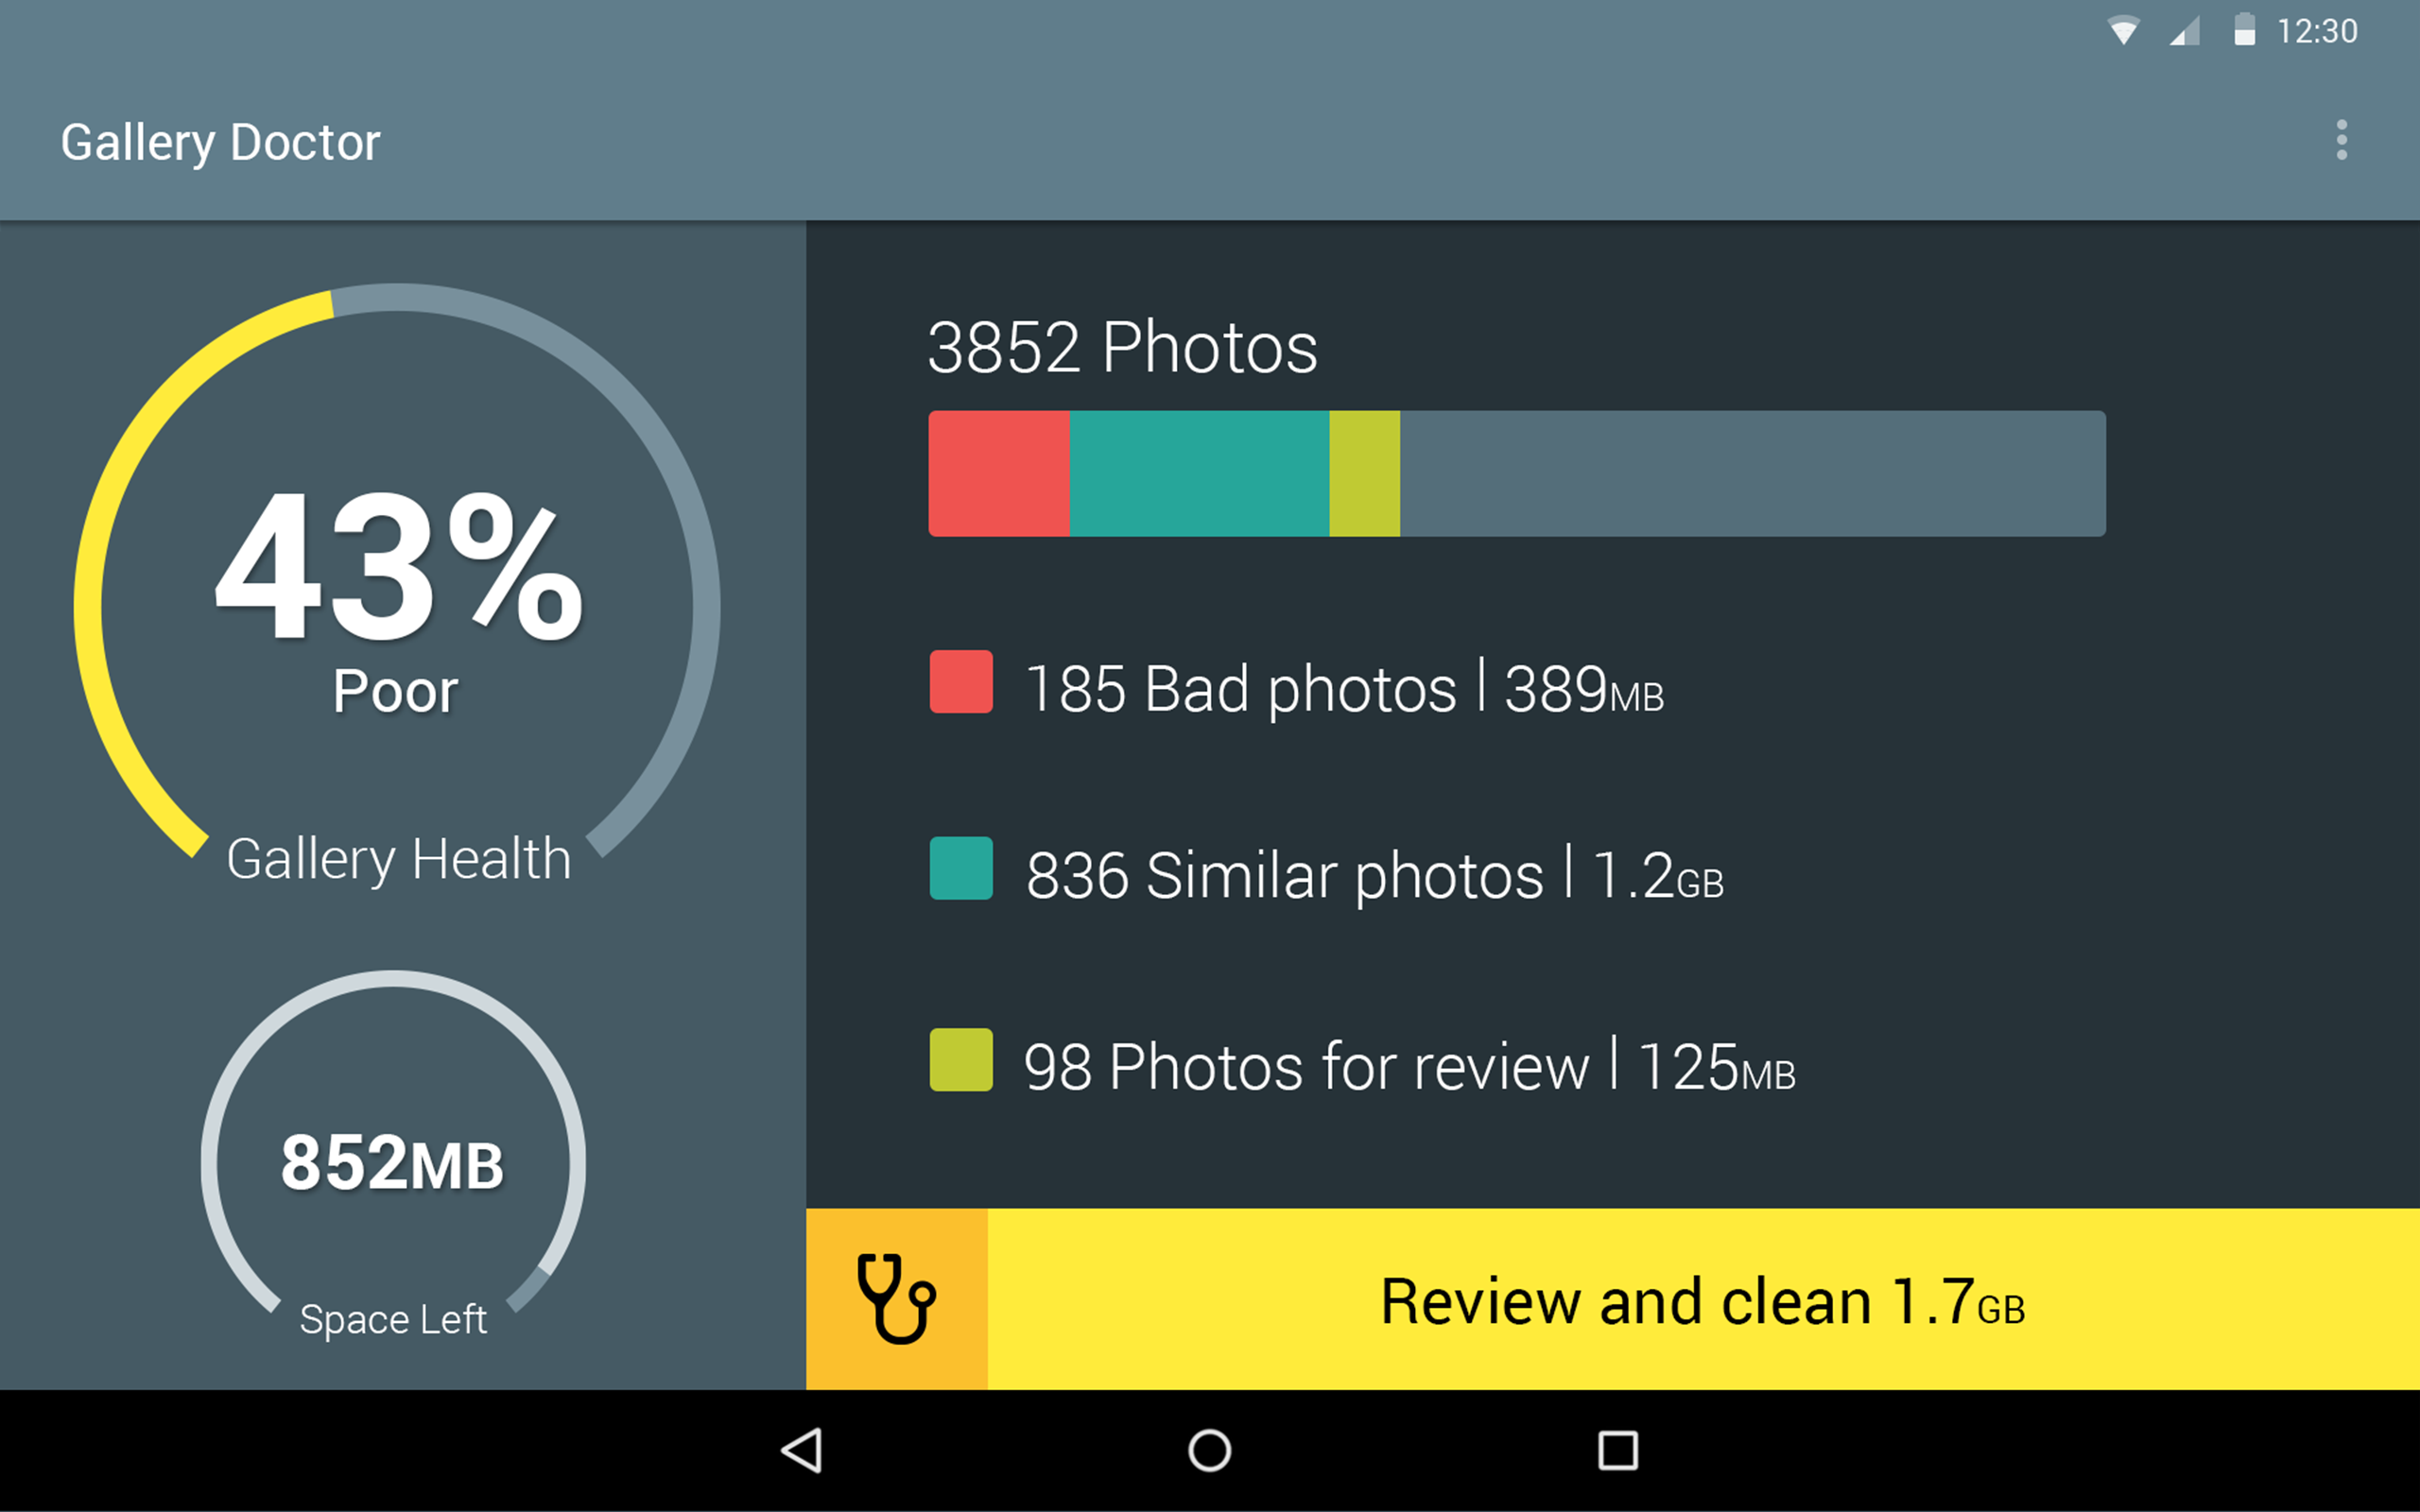 12:30
Gallery Doctor
43%
Poor
Gallery Health
852MB
Space Left
3852 Photos
185 Bad photos | 389MB
836 Similar photos | 1.2GB
98 Photos for review | 125MB
Review and clean 1.7GB